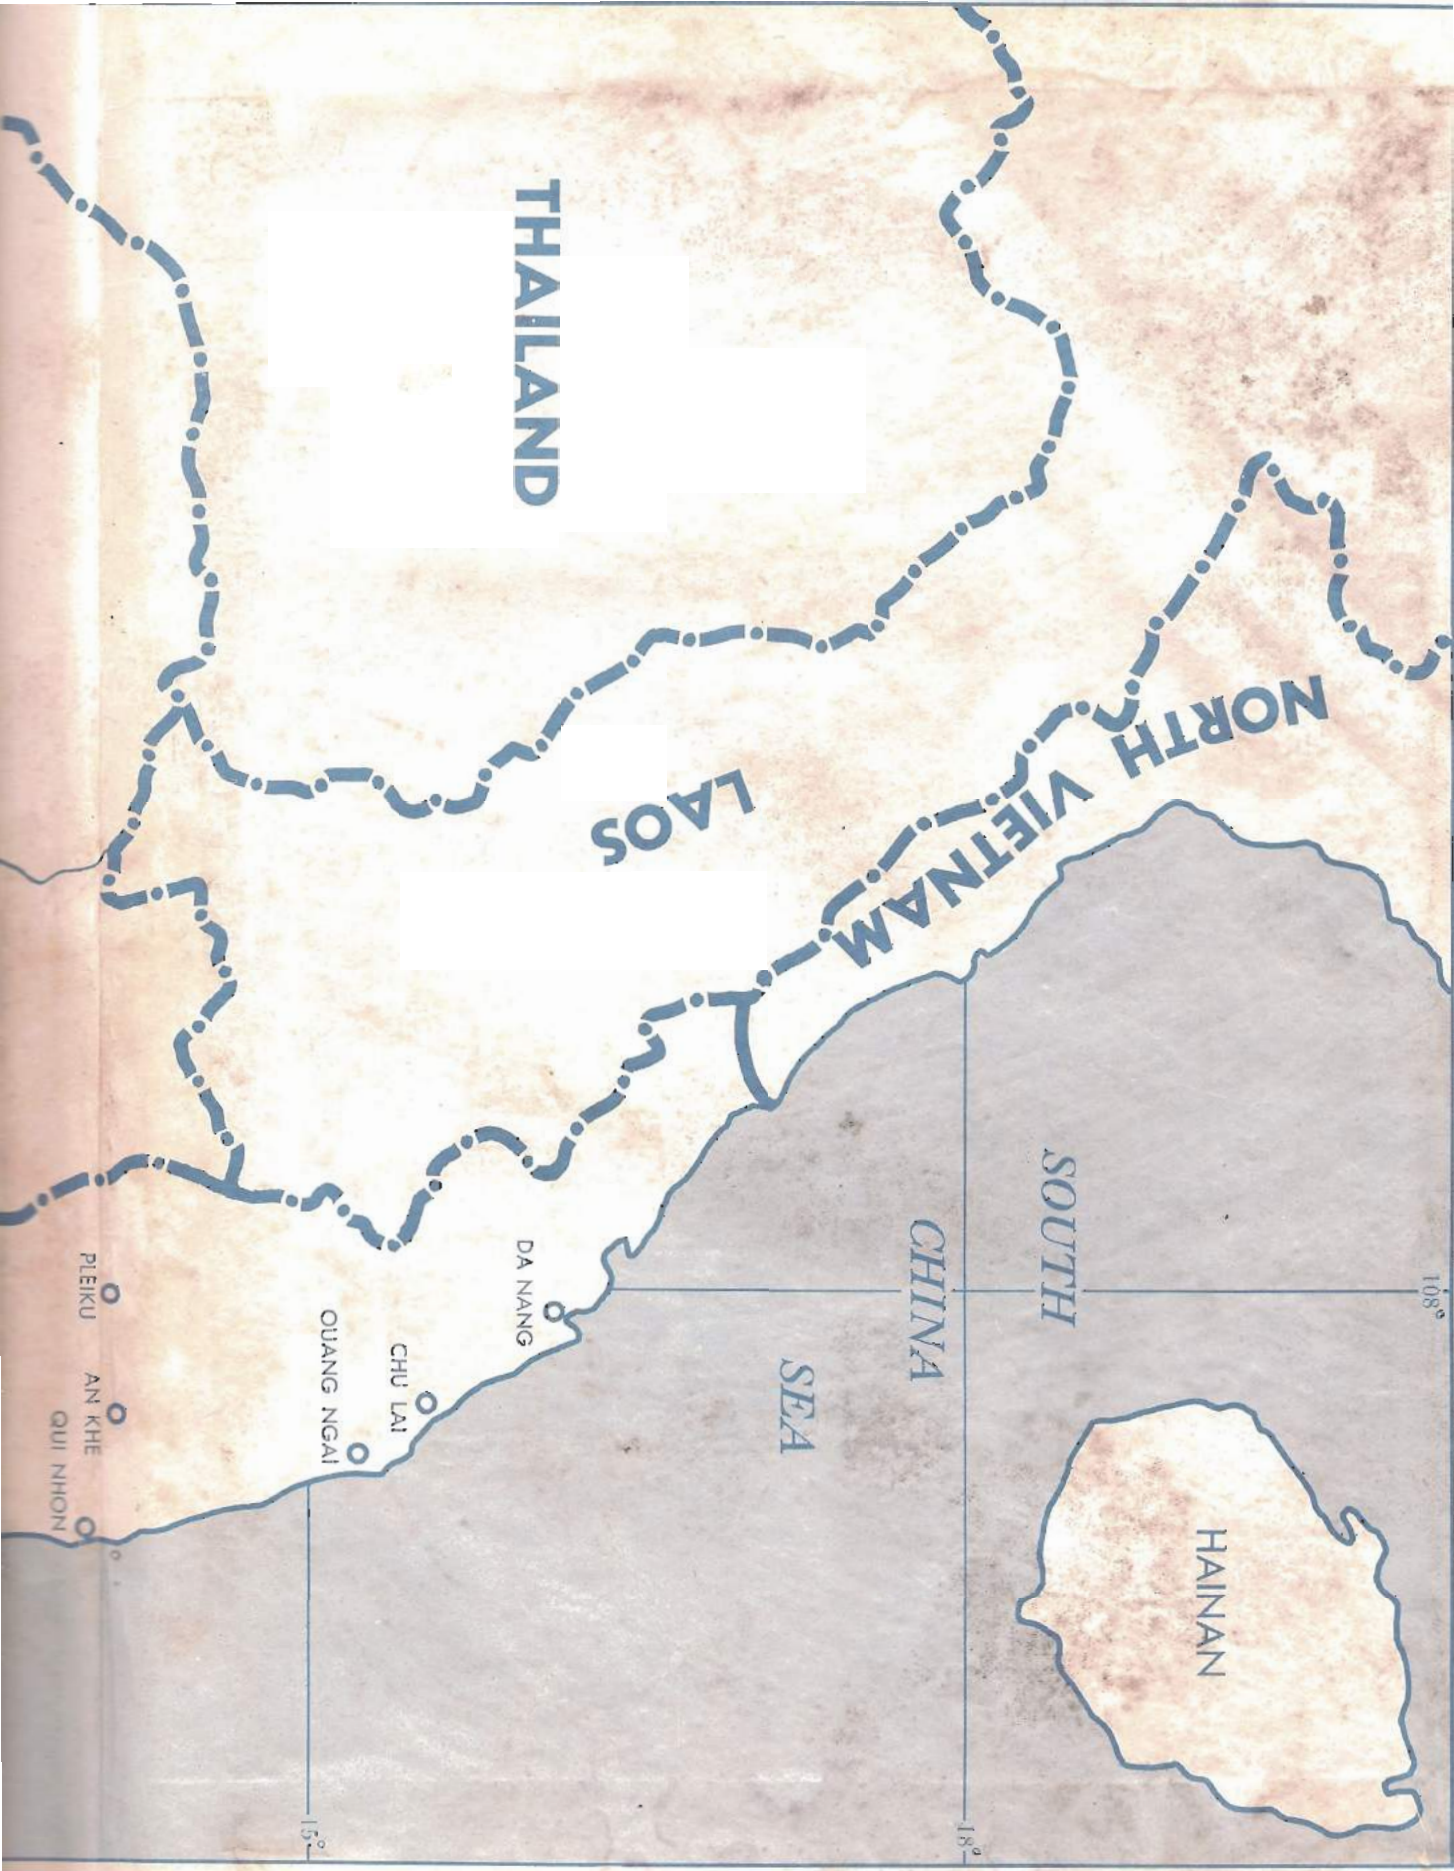 108°
NORTH VIETNAM
HAINAN
SOUTH
CHINA
SEA
18°
LAOS
THAILAND
DA NANG
CHU LAI
QUANG NGAI
15°
PLEIKU
AN KHE
QUI NHON